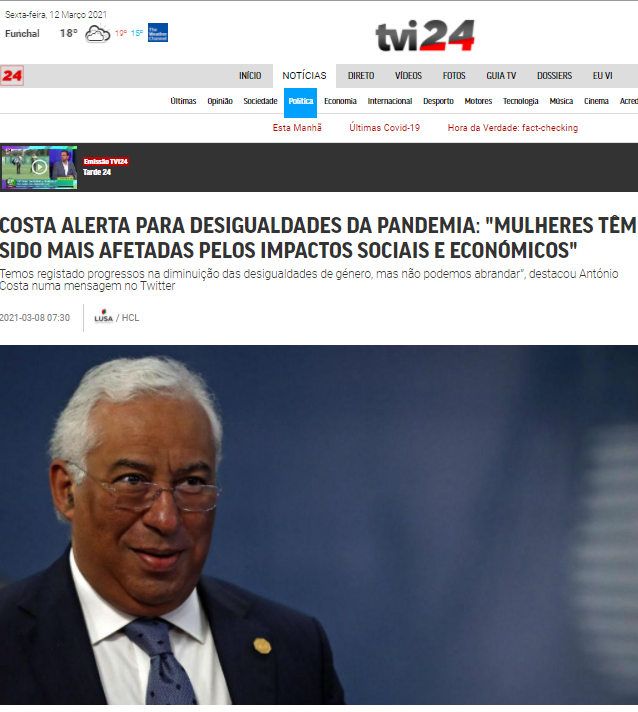 Sexta-feira, 12 Março 2021
Funchal 18º 19º 15º The Weather Channel
tvi24
24 INÍCIO NOTÍCIAS DIRETO VÍDEOS FOTOS GUIA TV DOSSIERS EU VI
Últimas Opinião Sociedade Política Economia Internacional Desporto Motores Tecnologia Música Cinema Acred
Esta Manhã Últimas Covid-19 Hora da Verdade: fact-checking
Emissão TVI24
Tarde 24
COSTA ALERTA PARA DESIGUALDADES DA PANDEMIA: "MULHERES TÊM
SIDO MAIS AFETADAS PELOS IMPACTOS SOCIAIS E ECONÓMICOS"
Temos registado progressos na diminuição das desigualdades de género, mas não podemos abrandar", destacou António
Costa numa mensagem no Twitter
2021-03-08 07:30 LUSA / HCL